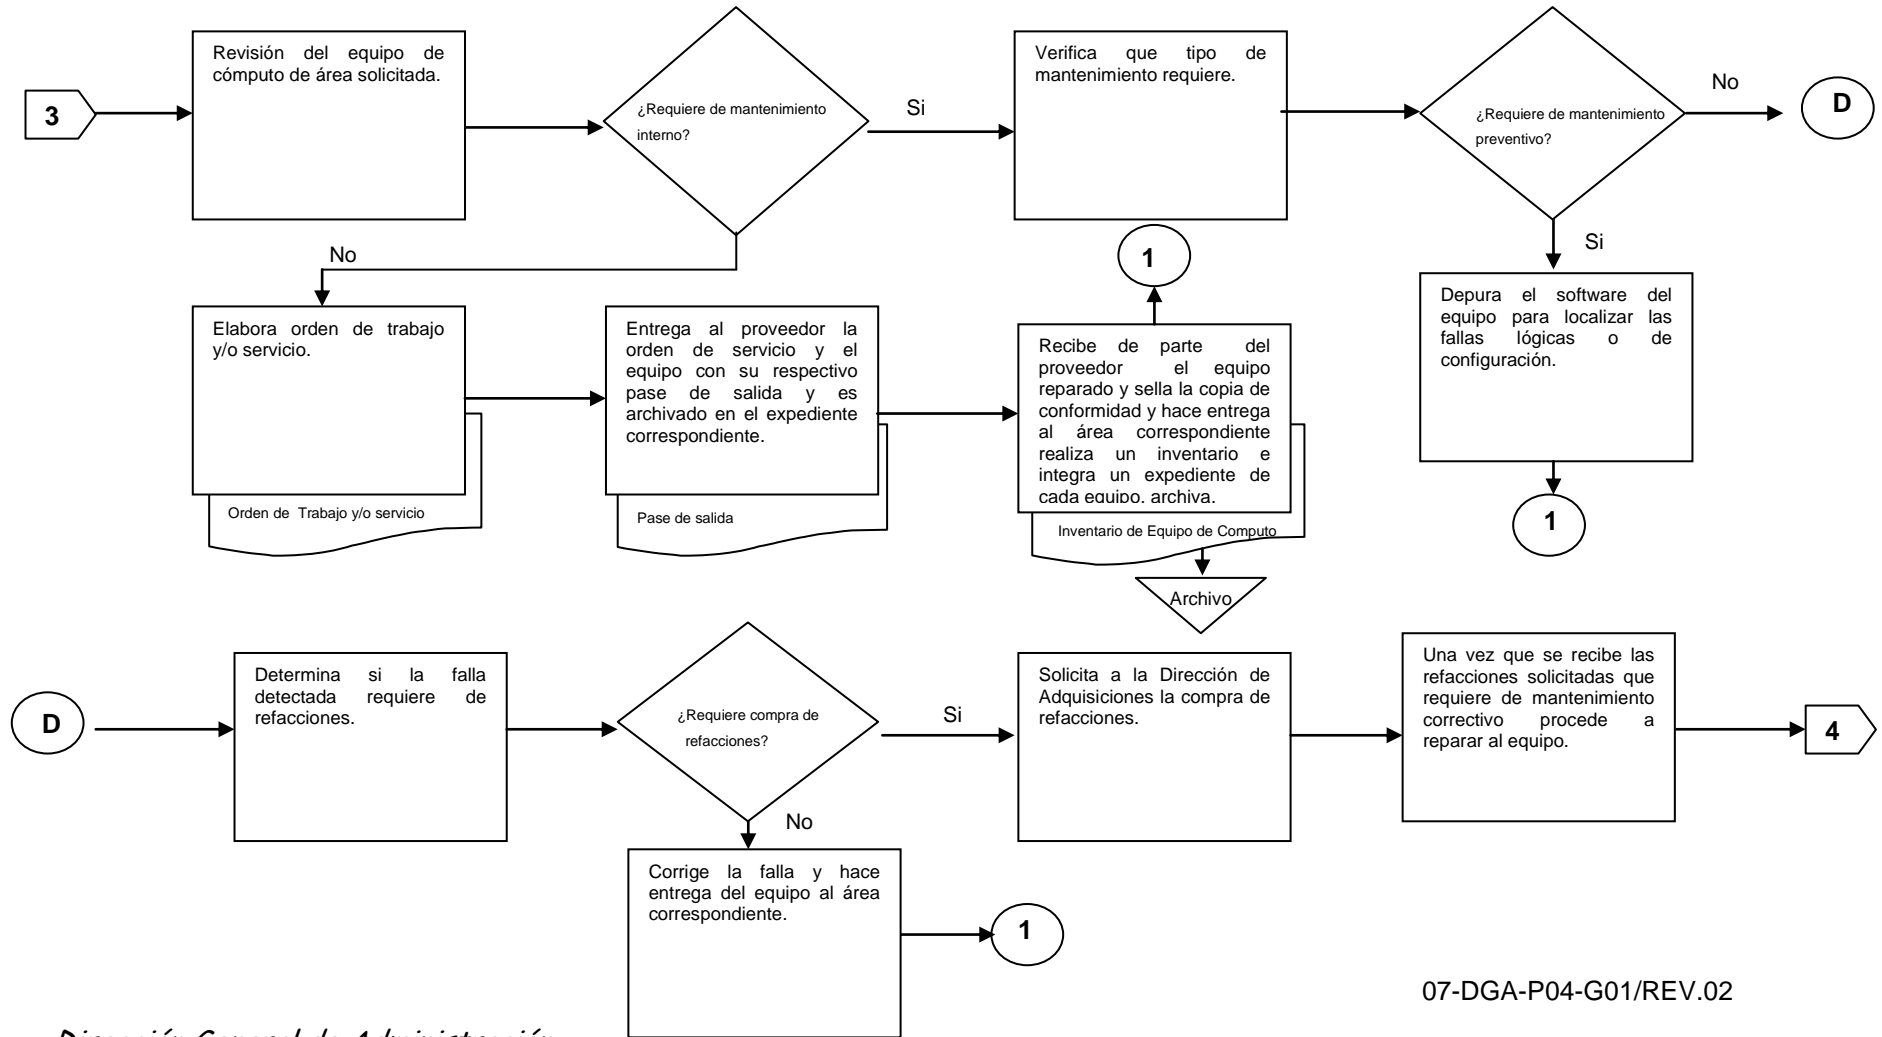 3
Revisión del equipo de
cómputo de área solicitada.
¿Requiere de mantenimiento
interno?
Si
Verifica que tipo de
mantenimiento requiere.
¿Requiere de mantenimiento
preventivo?
No
D
No
1
Si
Elabora orden de trabajo
y/o servicio.
Orden de Trabajo y/o servicio
Entrega al proveedor la
orden de servicio y el
equipo con su respectivo
pase de salida y es
archivado en el expediente
correspondiente.
Pase de salida
Recibe de parte del
proveedor el equipo
reparado y sella la copia de
conformidad y hace entrega
al área correspondiente
realiza un inventario e
integra un expediente de
cada equipo, archiva.
Inventario de Equipo de Computo
Archivo
Depura el software del
equipo para localizar las
fallas lógicas o de
configuración.
1
D
Determina si la falla
detectada requiere de
refacciones.
¿Requiere compra de
refacciones?
Si
Solicita a la Dirección de
Adquisiciones la compra de
refacciones.
Una vez que se recibe las
refacciones solicitadas que
requiere de mantenimiento
correctivo procede a
reparar al equipo.
4
No
Corrige la falla y hace
entrega del equipo al área
correspondiente.
1
07-DGA-P04-G01/REV.02
Dirección General de Administración